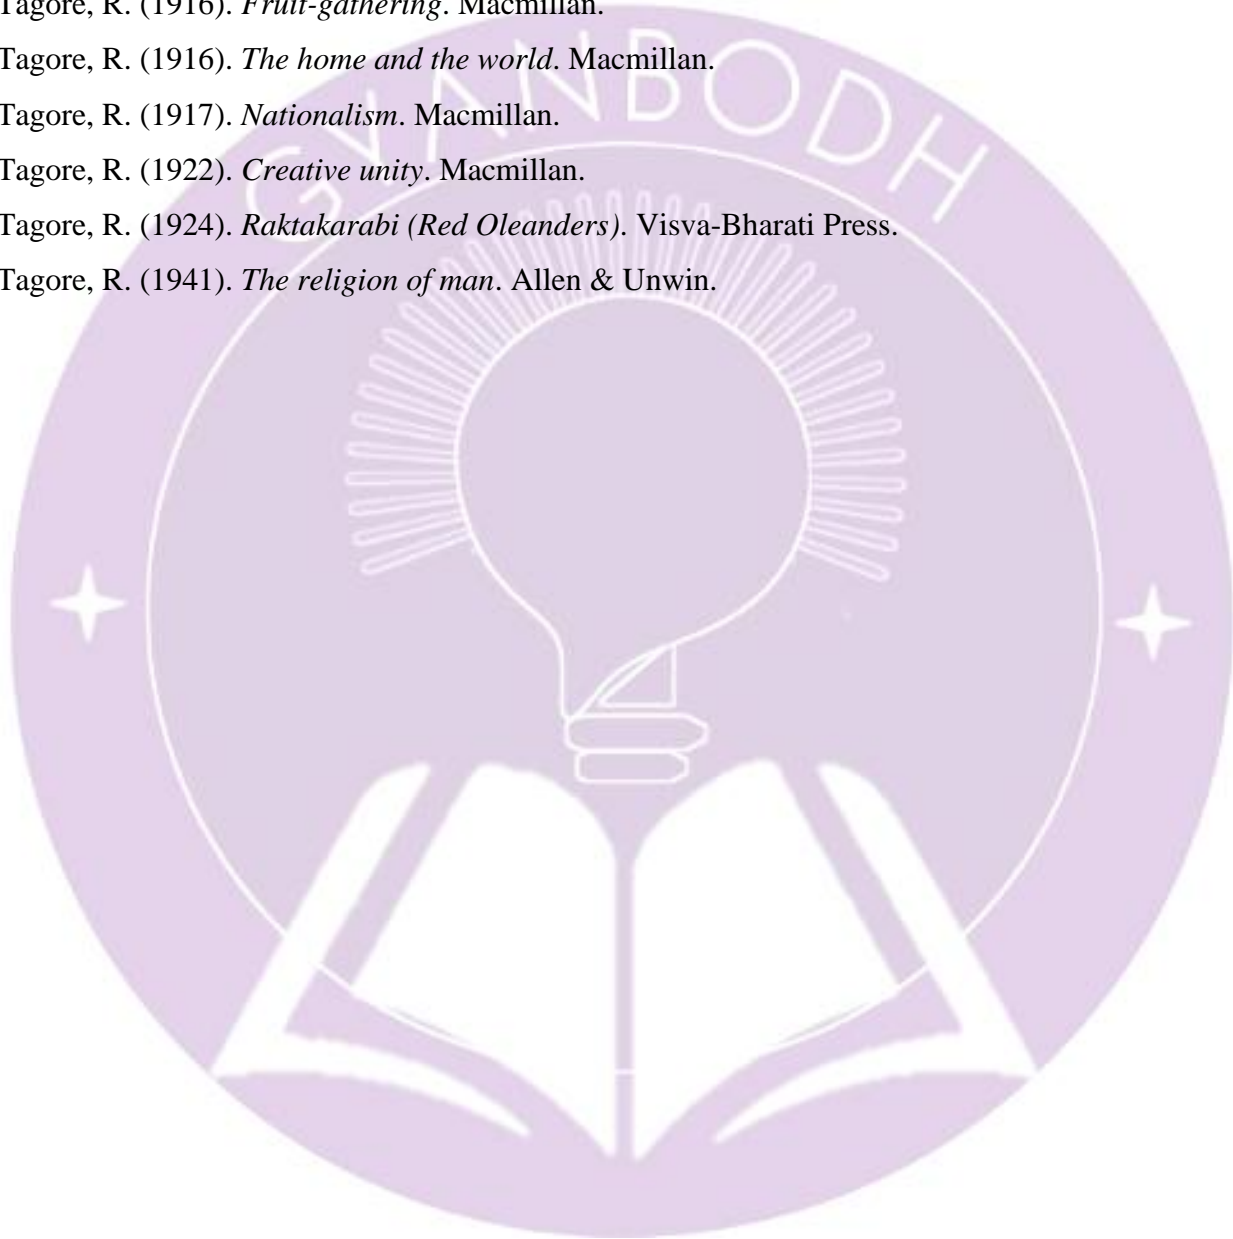 Tagore, R. (1916). Fruit-gathering. Macmillan.
Tagore, R. (1916). The home and the world. Macmillan.
GYANBODH
Tagore, R. (1917). Nationalism. Macmillan.
Tagore, R. (1922). Creative unity. Macmillan.
Tagore, R. (1924). Raktakarabi (Red Oleanders). Visva-Bharati Press.
Tagore, R. (1941). The religion of man. Allen & Unwin.